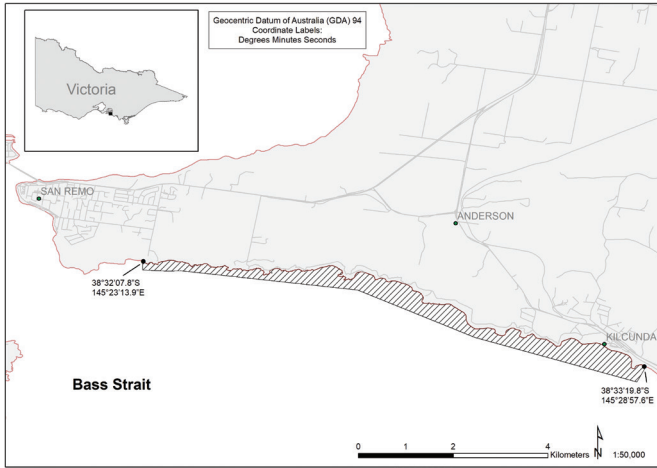 Geocentric Datum of Australia (GDA) 94
Coordinate Labels:
Degrees Minutes Seconds
Victoria
SAN REMO
ANDERSON
38°32'07.8"S
145°23'13.9"E
KILCUNDA
Bass Strait
38°33'19.8"S
145°28'57.6"E
0 1 2 4
Kilometers
N
1:50,000